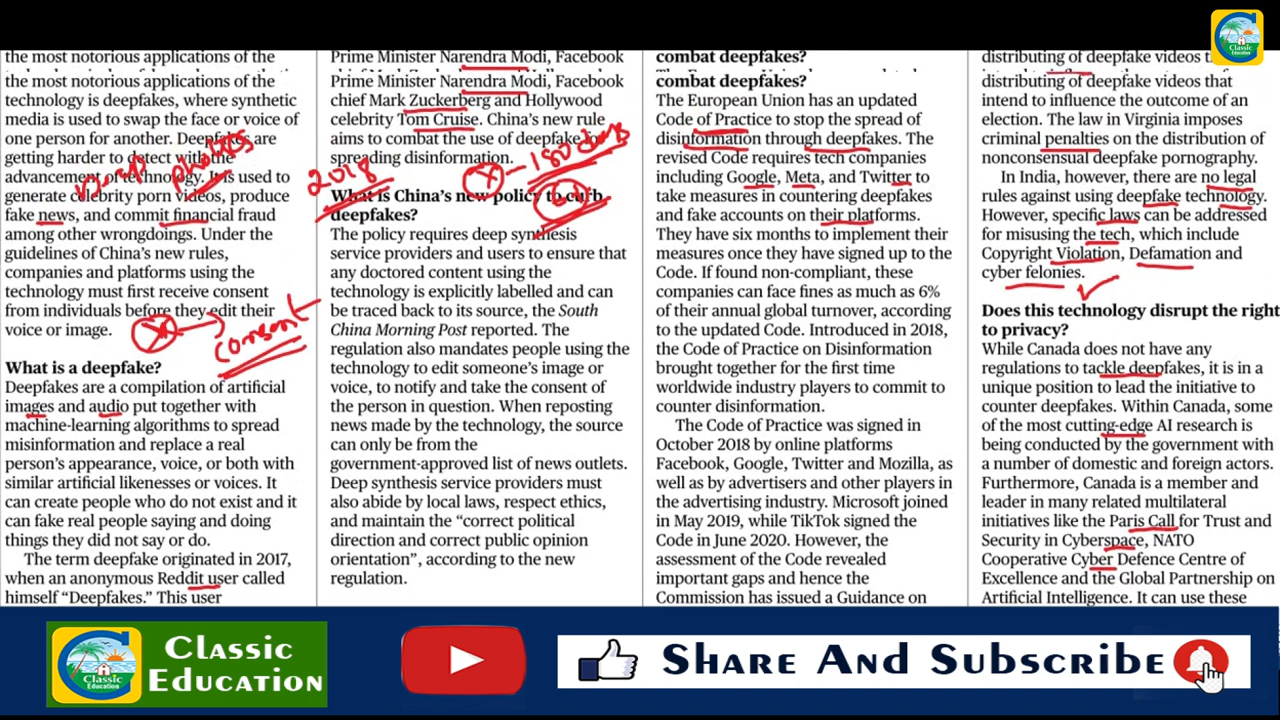 the most notorious applications of the
the most notorious applications of the
technology is deepfakes, where synthetic
media is used to swap the face or voice of
one person for another. Deepfakes are
getting harder to detect with the
advancement of technology. It is used to
generate celebrity porn videos, produce
fake news, and commit financial fraud
among other wrongdoings. Under the
guidelines of China's new rules,
companies and platforms using the
technology must first receive consent
from individuals before they edit their
voice or image.
consent
What is a deepfake?
Deepfakes are a compilation of artificial
images and audio put together with
machine-learning algorithms to spread
misinformation and replace a real
person's appearance, voice, or both with
similar artificial likenesses or voices. It
can create people who do not exist and it
can fake real people saying and doing
things they did not say or do.
The term deepfake originated in 2017,
when an anonymous Reddit user called
himself “Deepfakes.” This user
Prime Minister Narendra Modi, Facebook
Prime Minister Narendra Modi, Facebook
chief Mark Zuckerberg and Hollywood
celebrity Tom Cruise. China's new rule
aims to combat the use of deepfake for
spreading disinformation.
2018
What is China's new policy to curb
deepfakes?
The policy requires deep synthesis
service providers and users to ensure that
any doctored content using the
technology is explicitly labelled and can
be traced back to its source, the South
China Morning Post reported. The
regulation also mandates people using the
technology to edit someone's image or
voice, to notify and take the consent of
the person in question. When reposting
news made by the technology, the source
can only be from the
government-approved list of news outlets.
Deep synthesis service providers must
also abide by local laws, respect ethics,
and maintain the “correct political
direction and correct public opinion
orientation”, according to the new
regulation.
combat deepfakes?
combat deepfakes?
The European Union has an updated
Code of Practice to stop the spread of
disinformation through deepfakes. The
revised Code requires tech companies
including Google, Meta, and Twitter to
take measures in countering deepfakes
and fake accounts on their platforms.
They have six months to implement their
measures once they have signed up to the
Code. If found non-compliant, these
companies can face fines as much as 6%
of their annual global turnover, according
to the updated Code. Introduced in 2018,
the Code of Practice on Disinformation
brought together for the first time
worldwide industry players to commit to
counter disinformation.
The Code of Practice was signed in
October 2018 by online platforms
Facebook, Google, Twitter and Mozilla, as
well as by advertisers and other players in
the advertising industry. Microsoft joined
in May 2019, while TikTok signed the
Code in June 2020. However, the
assessment of the Code revealed
important gaps and hence the
Commission has issued a Guidance on
distributing of deepfake videos
distributing of deepfake videos that
intend to influence the outcome of an
election. The law in Virginia imposes
criminal penalties on the distribution of
nonconsensual deepfake pornography.
In India, however, there are no legal
rules against using deepfake technology.
However, specific laws can be addressed
for misusing the tech, which include
Copyright Violation, Defamation and
cyber felonies.
Does this technology disrupt the right
to privacy?
While Canada does not have any
regulations to tackle deepfakes, it is in a
unique position to lead the initiative to
counter deepfakes. Within Canada, some
of the most cutting-edge AI research is
being conducted by the government with
a number of domestic and foreign actors.
Furthermore, Canada is a member and
leader in many related multilateral
initiatives like the Paris Call for Trust and
Security in Cyberspace, NATO
Cooperative Cyber Defence Centre of
Excellence and the Global Partnership on
Artificial Intelligence. It can use these
Classic
Education
Classic
Education
Classic
Education
Share And Subscribe